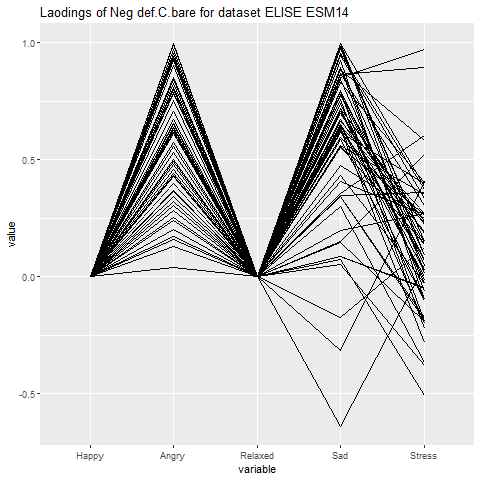 Laodings of Neg def.C.bare for dataset ELISE ESM14
1.0
0.5
0.0
-0.5
value
Happy Angry Relaxed Sad Stress
variable